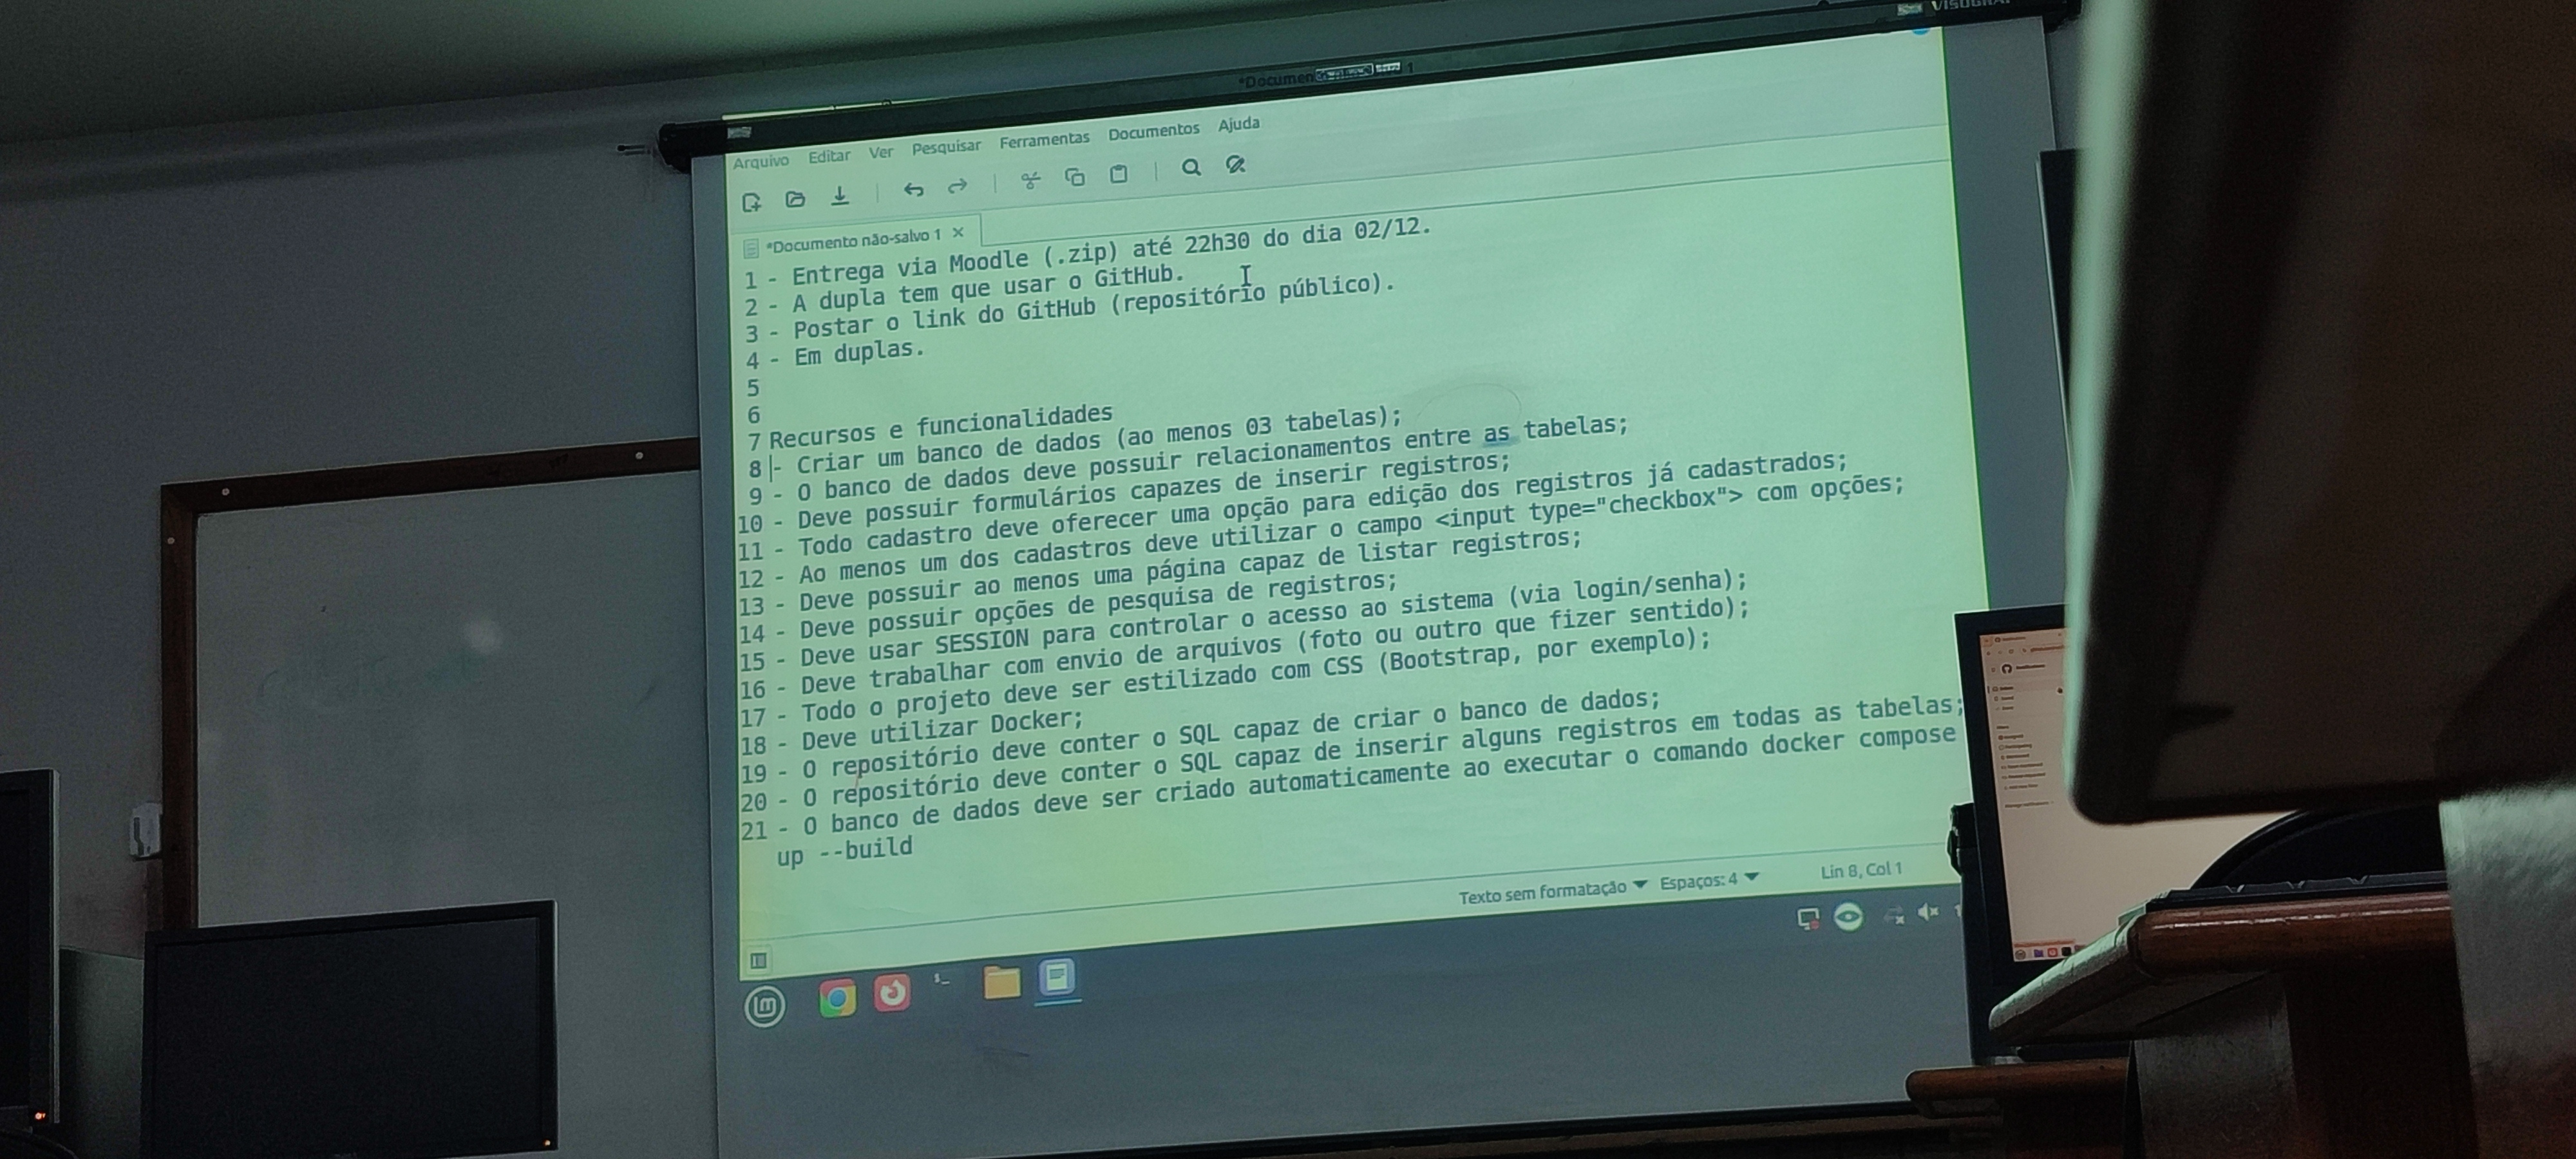 Arquivo Editar Ver Pesquisar Ferramentas Documentos Ajuda
*Documento não-salvo 1 ×
1 - Entrega via Moodle (.zip) até 22h30 do dia 02/12.
2 - A dupla tem que usar o GitHub.
3 - Postar o link do GitHub (repositório público).
4 - Em duplas.
5
6
7 Recursos e funcionalidades
8 - Criar um banco de dados (ao menos 03 tabelas);
9 - O banco de dados deve possuir relacionamentos entre as tabelas;
10 - Deve possuir formulários capazes de inserir registros;
11 - Todo cadastro deve oferecer uma opção para edição dos registros já cadastrados;
12 - Ao menos um dos cadastros deve utilizar o campo <input type="checkbox"> com opções;
13 - Deve possuir ao menos uma página capaz de listar registros;
14 - Deve possuir opções de pesquisa de registros;
15 - Deve usar SESSION para controlar o acesso ao sistema (via login/senha);
16 - Deve trabalhar com envio de arquivos (foto ou outro que fizer sentido);
17 - Todo o projeto deve ser estilizado com CSS (Bootstrap, por exemplo);
18 - Deve utilizar Docker;
19 - O repositório deve conter o SQL capaz de criar o banco de dados;
20 - O repositório deve conter o SQL capaz de inserir alguns registros em todas as tabelas;
21 - O banco de dados deve ser criado automaticamente ao executar o comando docker compose
up --build
Texto sem formatação Espaços: 4 Lin 8, Col 1